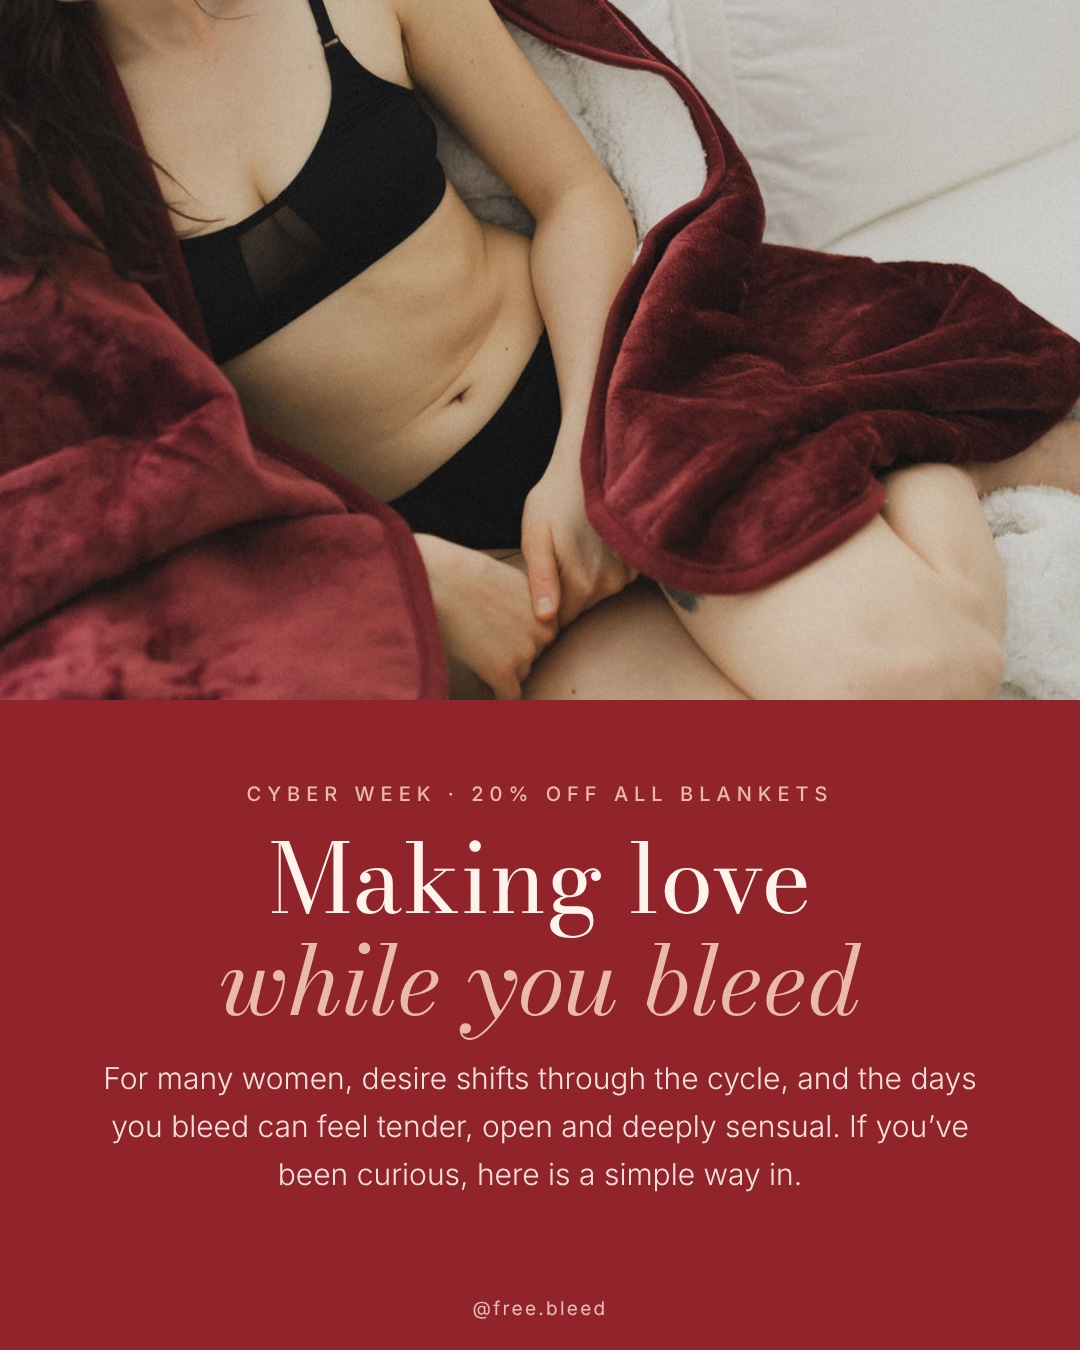 CYBER WEEK · 20% OFF ALL BLANKETS
Making love
while you bleed
For many women, desire shifts through the cycle, and the days
you bleed can feel tender, open and deeply sensual. If you’ve
been curious, here is a simple way in.
@free.bleed